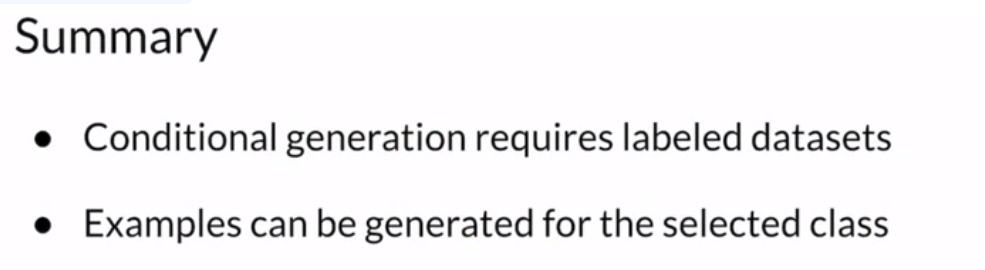 Summary
● Conditional generation requires labeled datasets
● Examples can be generated for the selected class